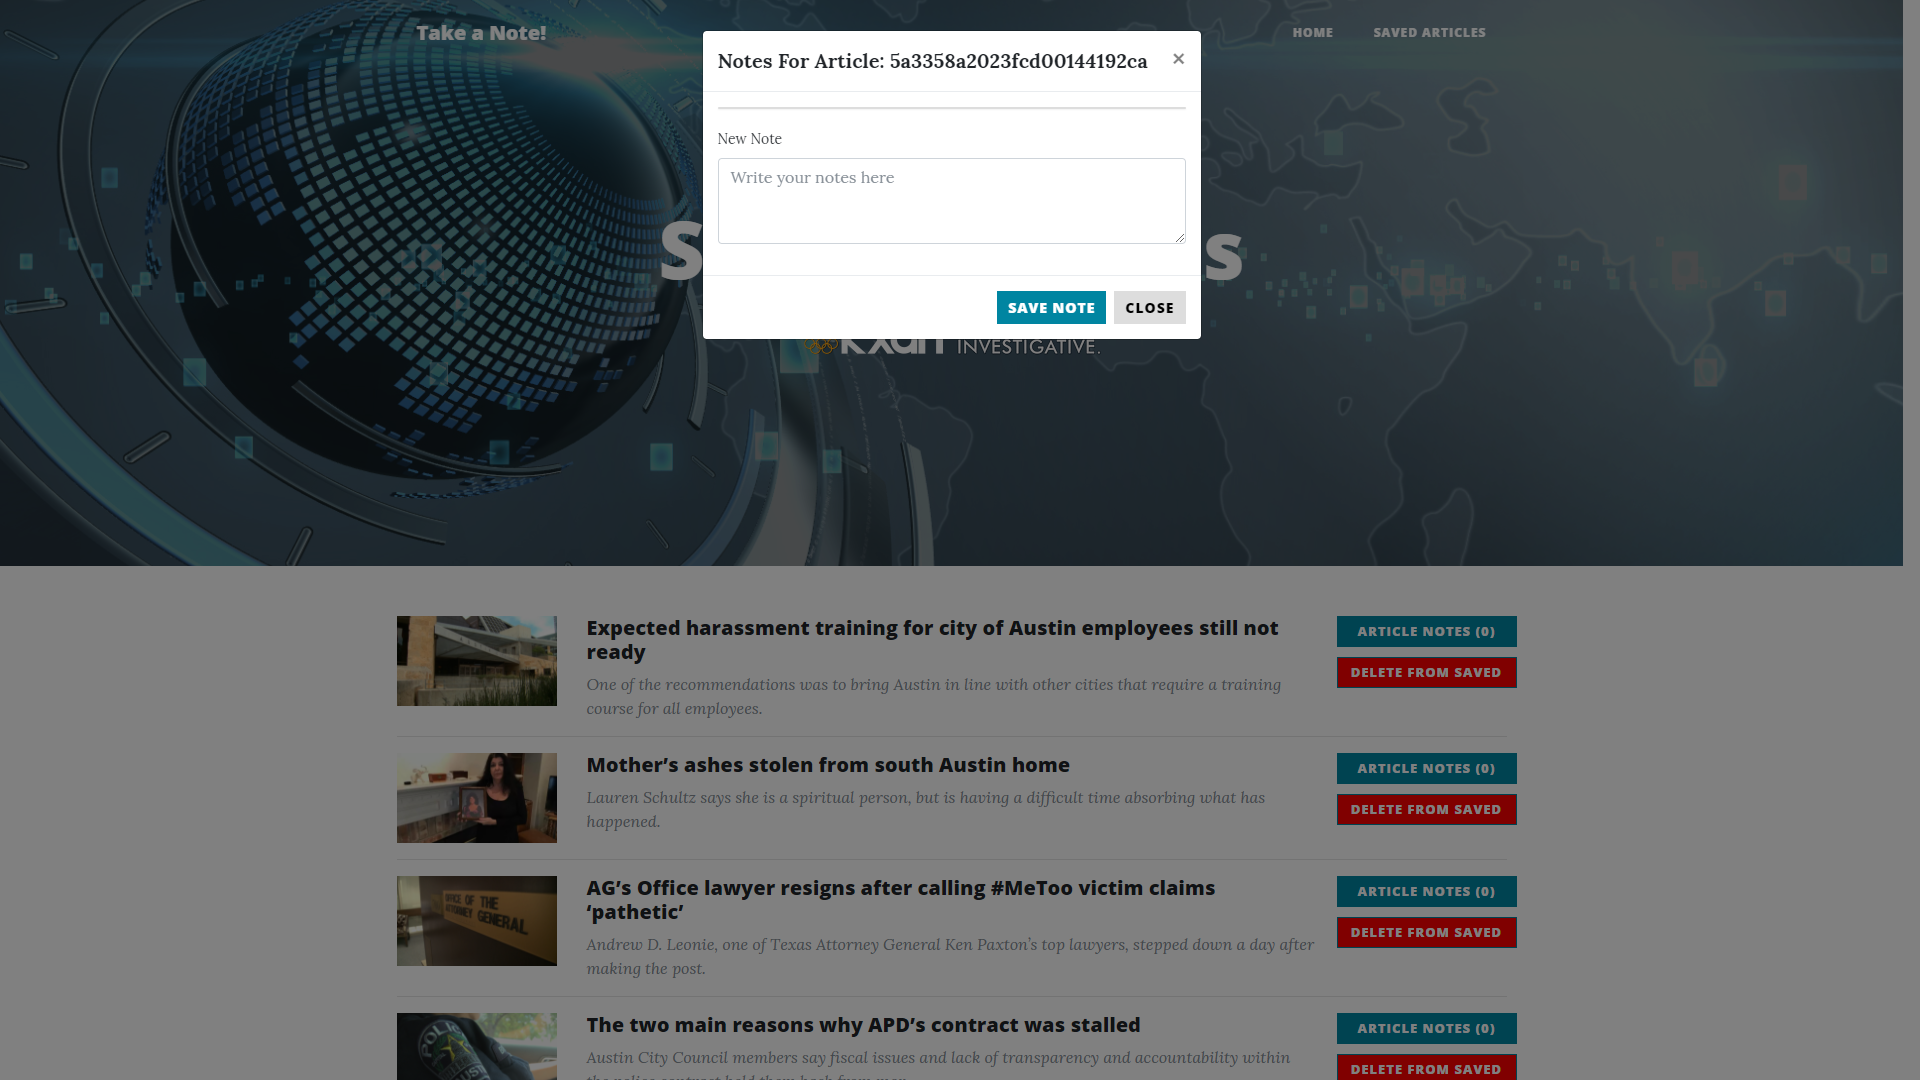 Take a Note!
HOME
SAVED ARTICLES
Notes For Article: 5a3358a2023fcd00144192ca
×
New Note
Write your notes here
SAVE NOTE
CLOSE
kxan INVESTIGATIVE.
Expected harassment training for city of Austin employees still not
ready
One of the recommendations was to bring Austin in line with other cities that require a training
course for all employees.
ARTICLE NOTES (0)
DELETE FROM SAVED
Mother’s ashes stolen from south Austin home
Lauren Schultz says she is a spiritual person, but is having a difficult time absorbing what has
happened.
ARTICLE NOTES (0)
DELETE FROM SAVED
OFFICE OF THE
ATTORNEY GENERAL
AG’s Office lawyer resigns after calling #MeToo victim claims
‘pathetic’
Andrew D. Leonie, one of Texas Attorney General Ken Paxton’s top lawyers, stepped down a day after
making the post.
ARTICLE NOTES (0)
DELETE FROM SAVED
POLICE
The two main reasons why APD’s contract was stalled
Austin City Council members say fiscal issues and lack of transparency and accountability within
ARTICLE NOTES (0)
DELETE FROM SAVED